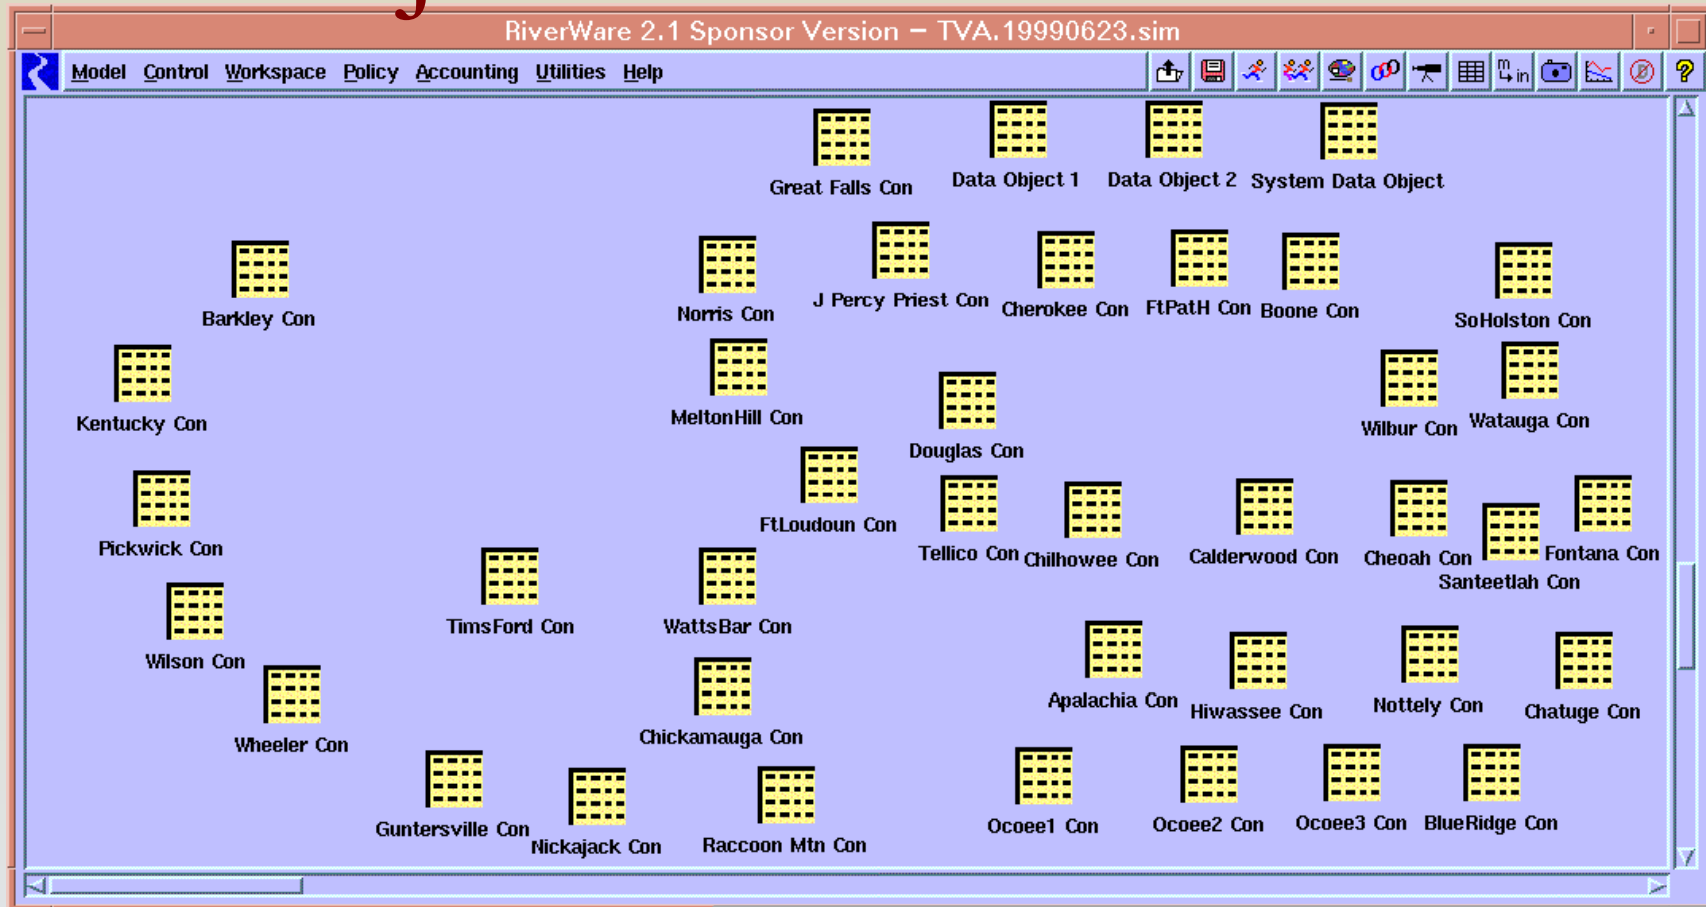 RiverWare 2.1 Sponsor Version – TVA.19990623.sim
Model Control Workspace Policy Accounting Utilities Help
m in ?
Great Falls Con
Data Object 1
Data Object 2
System Data Object
Barkley Con
Norris Con
J Percy Priest Con
Cherokee Con
FtPatH Con
Boone Con
SoHolston Con
Kentucky Con
MeltonHill Con
Douglas Con
Wilbur Con
Watauga Con
Pickwick Con
FtLoudoun Con
Tellico Con
Chilhowee Con
Calderwood Con
Cheoah Con
Santeetlah Con
Fontana Con
Wilson Con
TimsFord Con
WattsBar Con
Wheeler Con
Chickamauga Con
Apalachia Con
Hiwassee Con
Nottely Con
Chatuge Con
Guntersville Con
Nickajack Con
Raccoon Mtn Con
Ocoee1 Con
Ocoee2 Con
Ocoee3 Con
BlueRidge Con